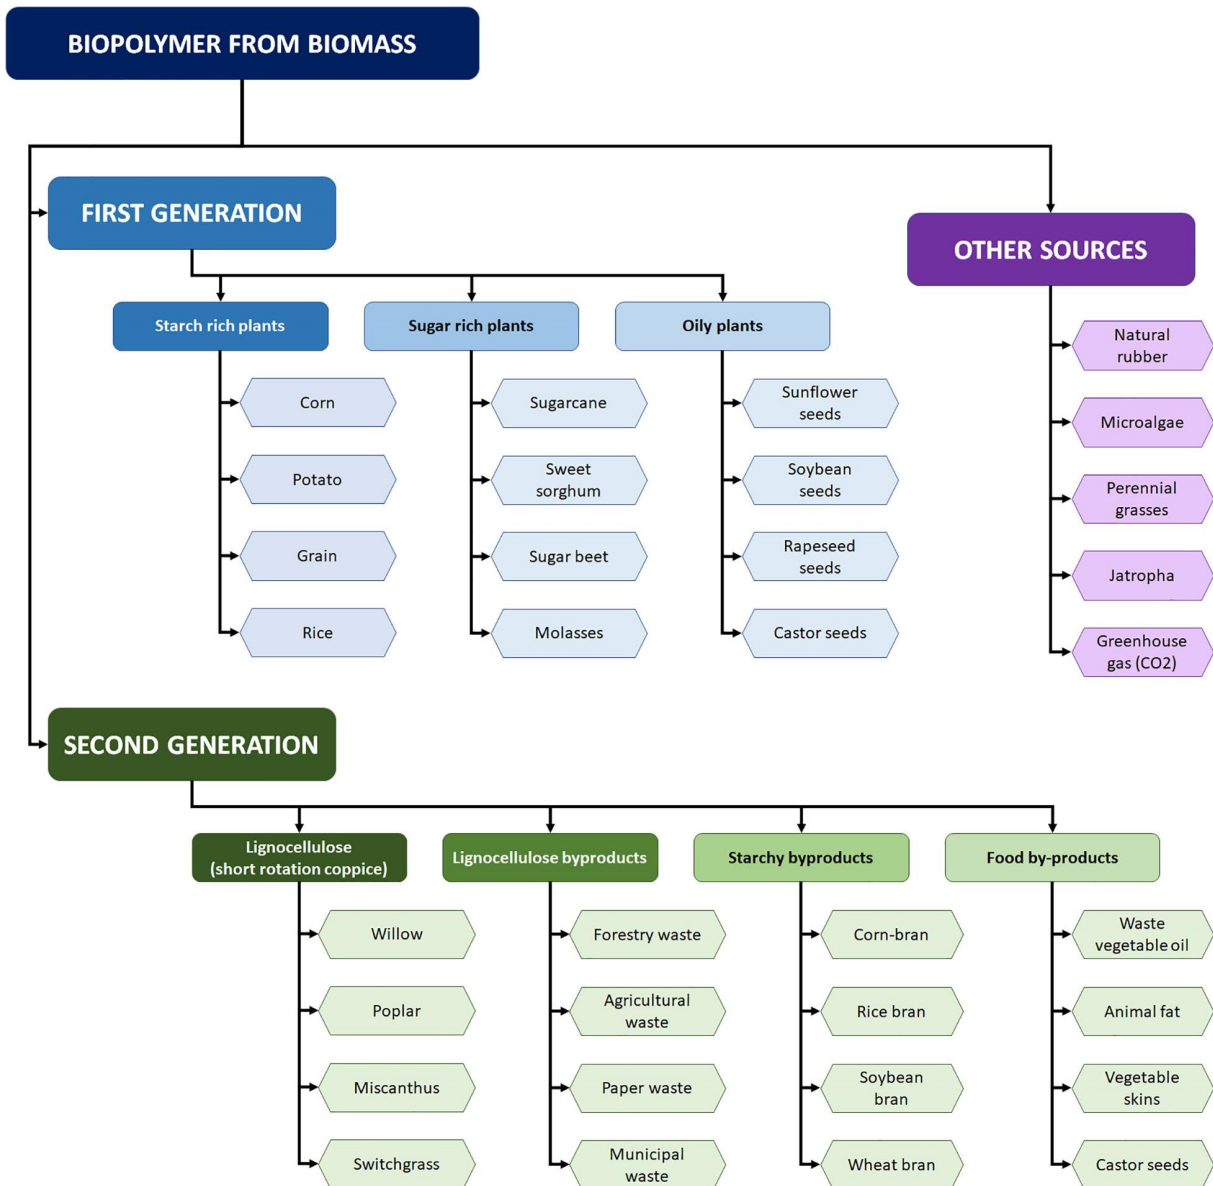 BIOPOLYMER FROM BIOMASS
FIRST GENERATION
OTHER SOURCES
Starch rich plants
Sugar rich plants
Oily plants
Corn
Potato
Grain
Rice
Sugarcane
Sweet
sorghum
Sugar beet
Molasses
Sunflower
seeds
Soybean
seeds
Rapeseed
seeds
Castor seeds
Natural
rubber
Microalgae
Perennial
grasses
Jatropha
Greenhouse
gas (CO2)
SECOND GENERATION
Lignocellulose
(short rotation coppice)
Lignocellulose byproducts
Starchy byproducts
Food by-products
Willow
Poplar
Miscanthus
Switchgrass
Forestry waste
Agricultural
waste
Paper waste
Municipal
waste
Corn-bran
Rice bran
Soybean
bran
Wheat bran
Waste
vegetable oil
Animal fat
Vegetable
skins
Castor seeds